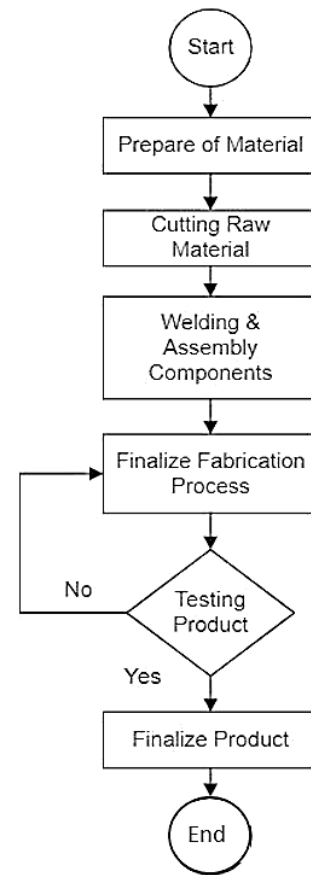 Start
Prepare of Material
Cutting Raw
Material
Welding &
Assembly
Components
Finalize Fabrication
Process
No
Testing
Product
Yes
Finalize Product
End